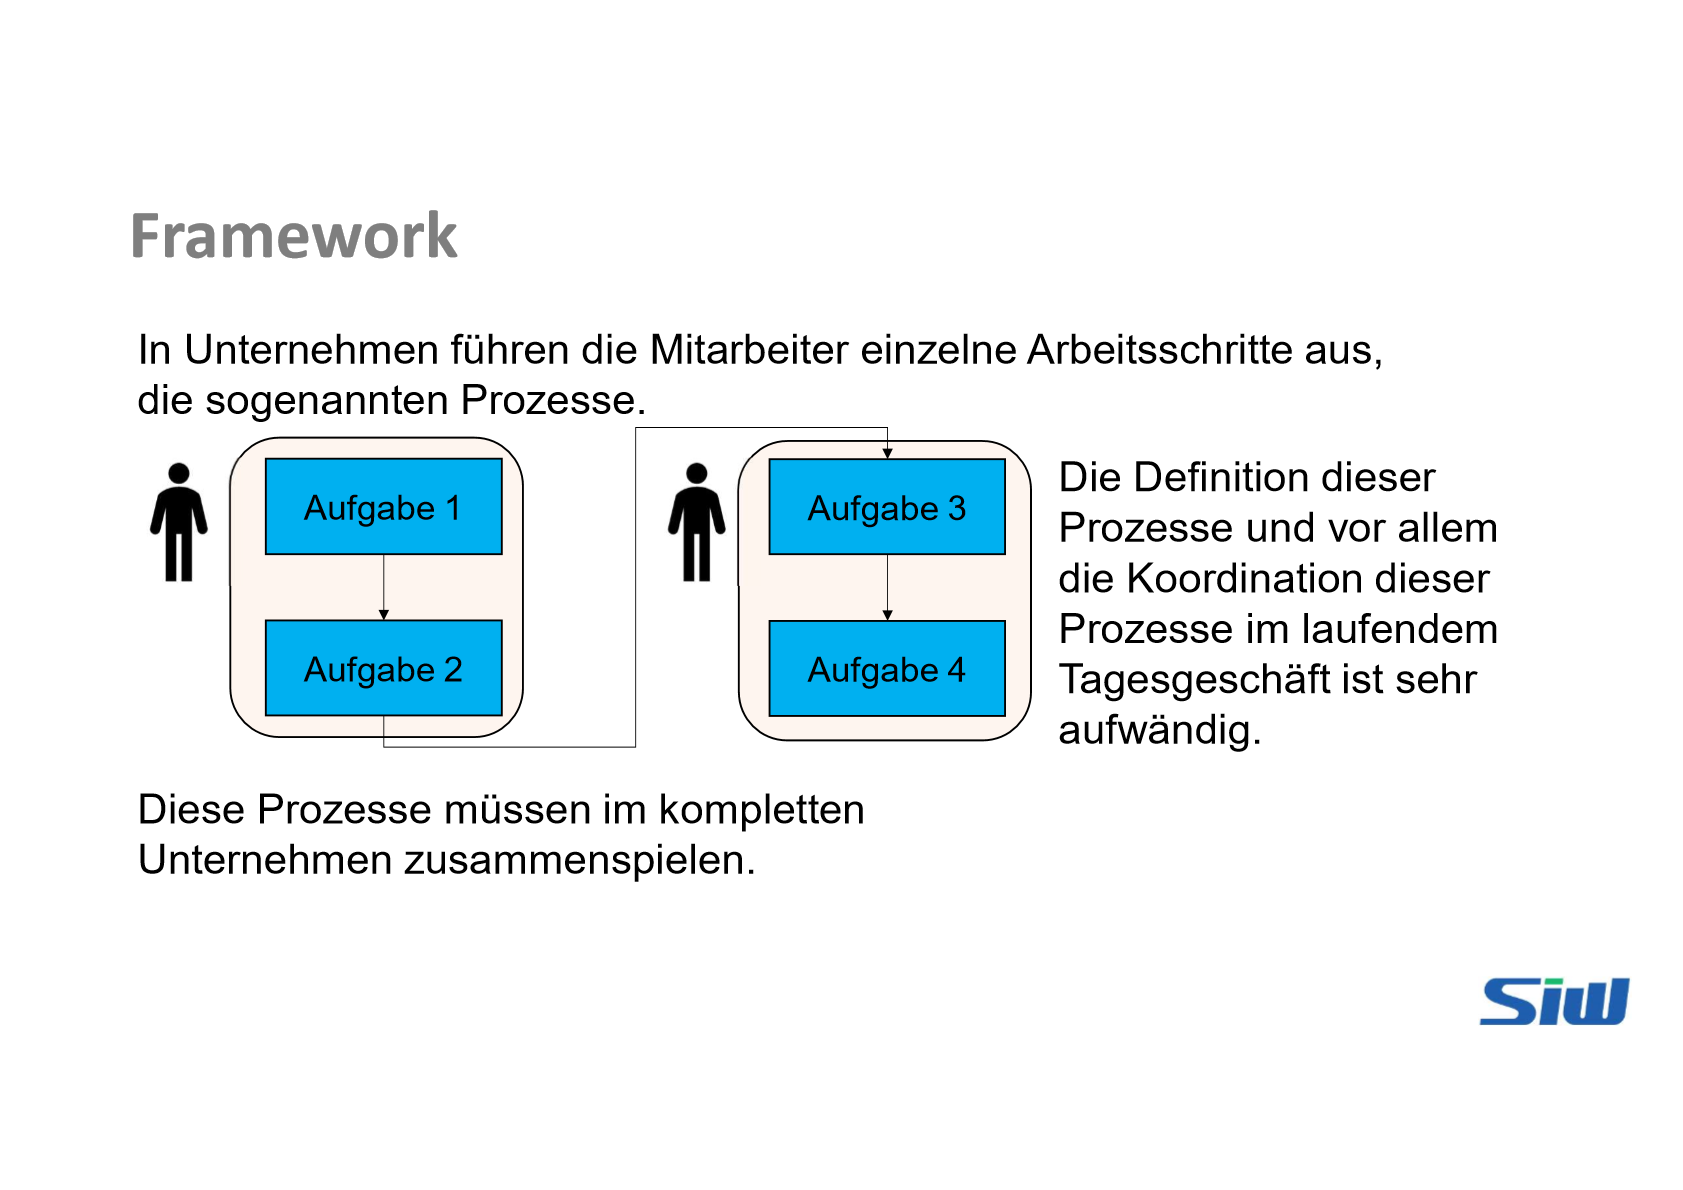 Framework
In Unternehmen führen die Mitarbeiter einzelne Arbeitsschritte aus,
die sogenannten Prozesse.
Aufgabe 1
Aufgabe 2
Aufgabe 3
Aufgabe 4
Die Definition dieser
Prozesse und vor allem
die Koordination dieser
Prozesse im laufendem
Tagesgeschäft ist sehr
aufwändig.
Diese Prozesse müssen im kompletten
Unternehmen zusammenspielen.
Siw